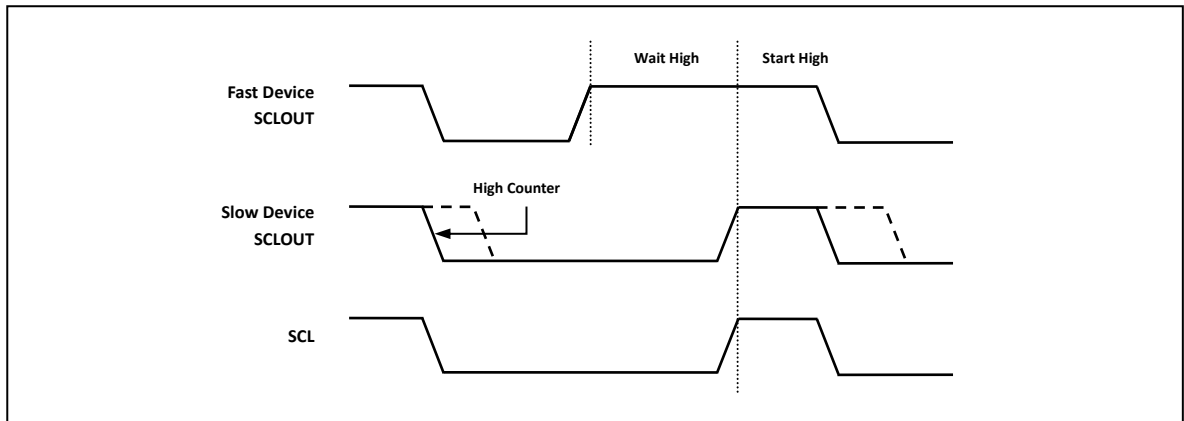 Wait High
Start High
Fast Device
SCLOUT
High Counter
Slow Device
SCLOUT
SCL